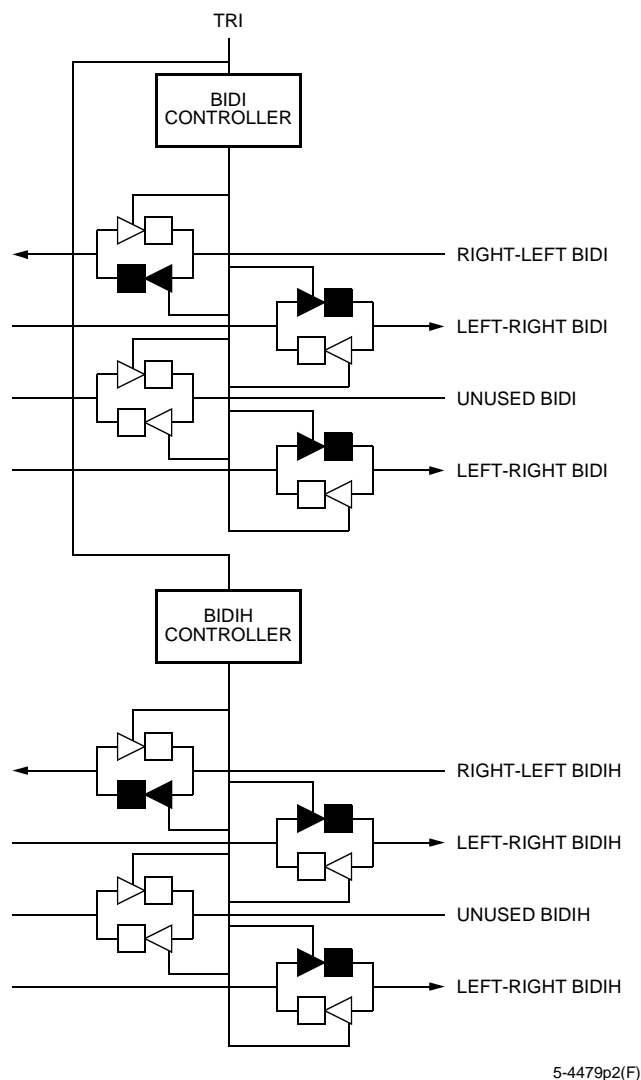 TRI
BIDI
CONTROLLER
RIGHT-LEFT BIDI
LEFT-RIGHT BIDI
UNUSED BIDI
LEFT-RIGHT BIDI
BIDIH
CONTROLLER
RIGHT-LEFT BIDIH
LEFT-RIGHT BIDIH
UNUSED BIDIH
LEFT-RIGHT BIDIH
5-4479p2(F)